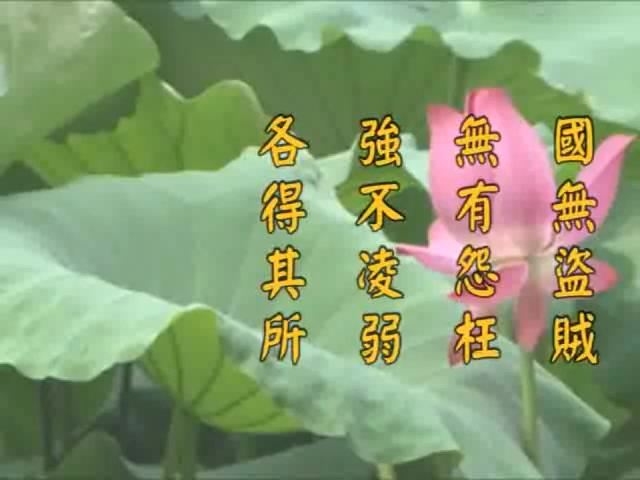 國無盜賊
無有怨枉
強不凌弱
各得其所